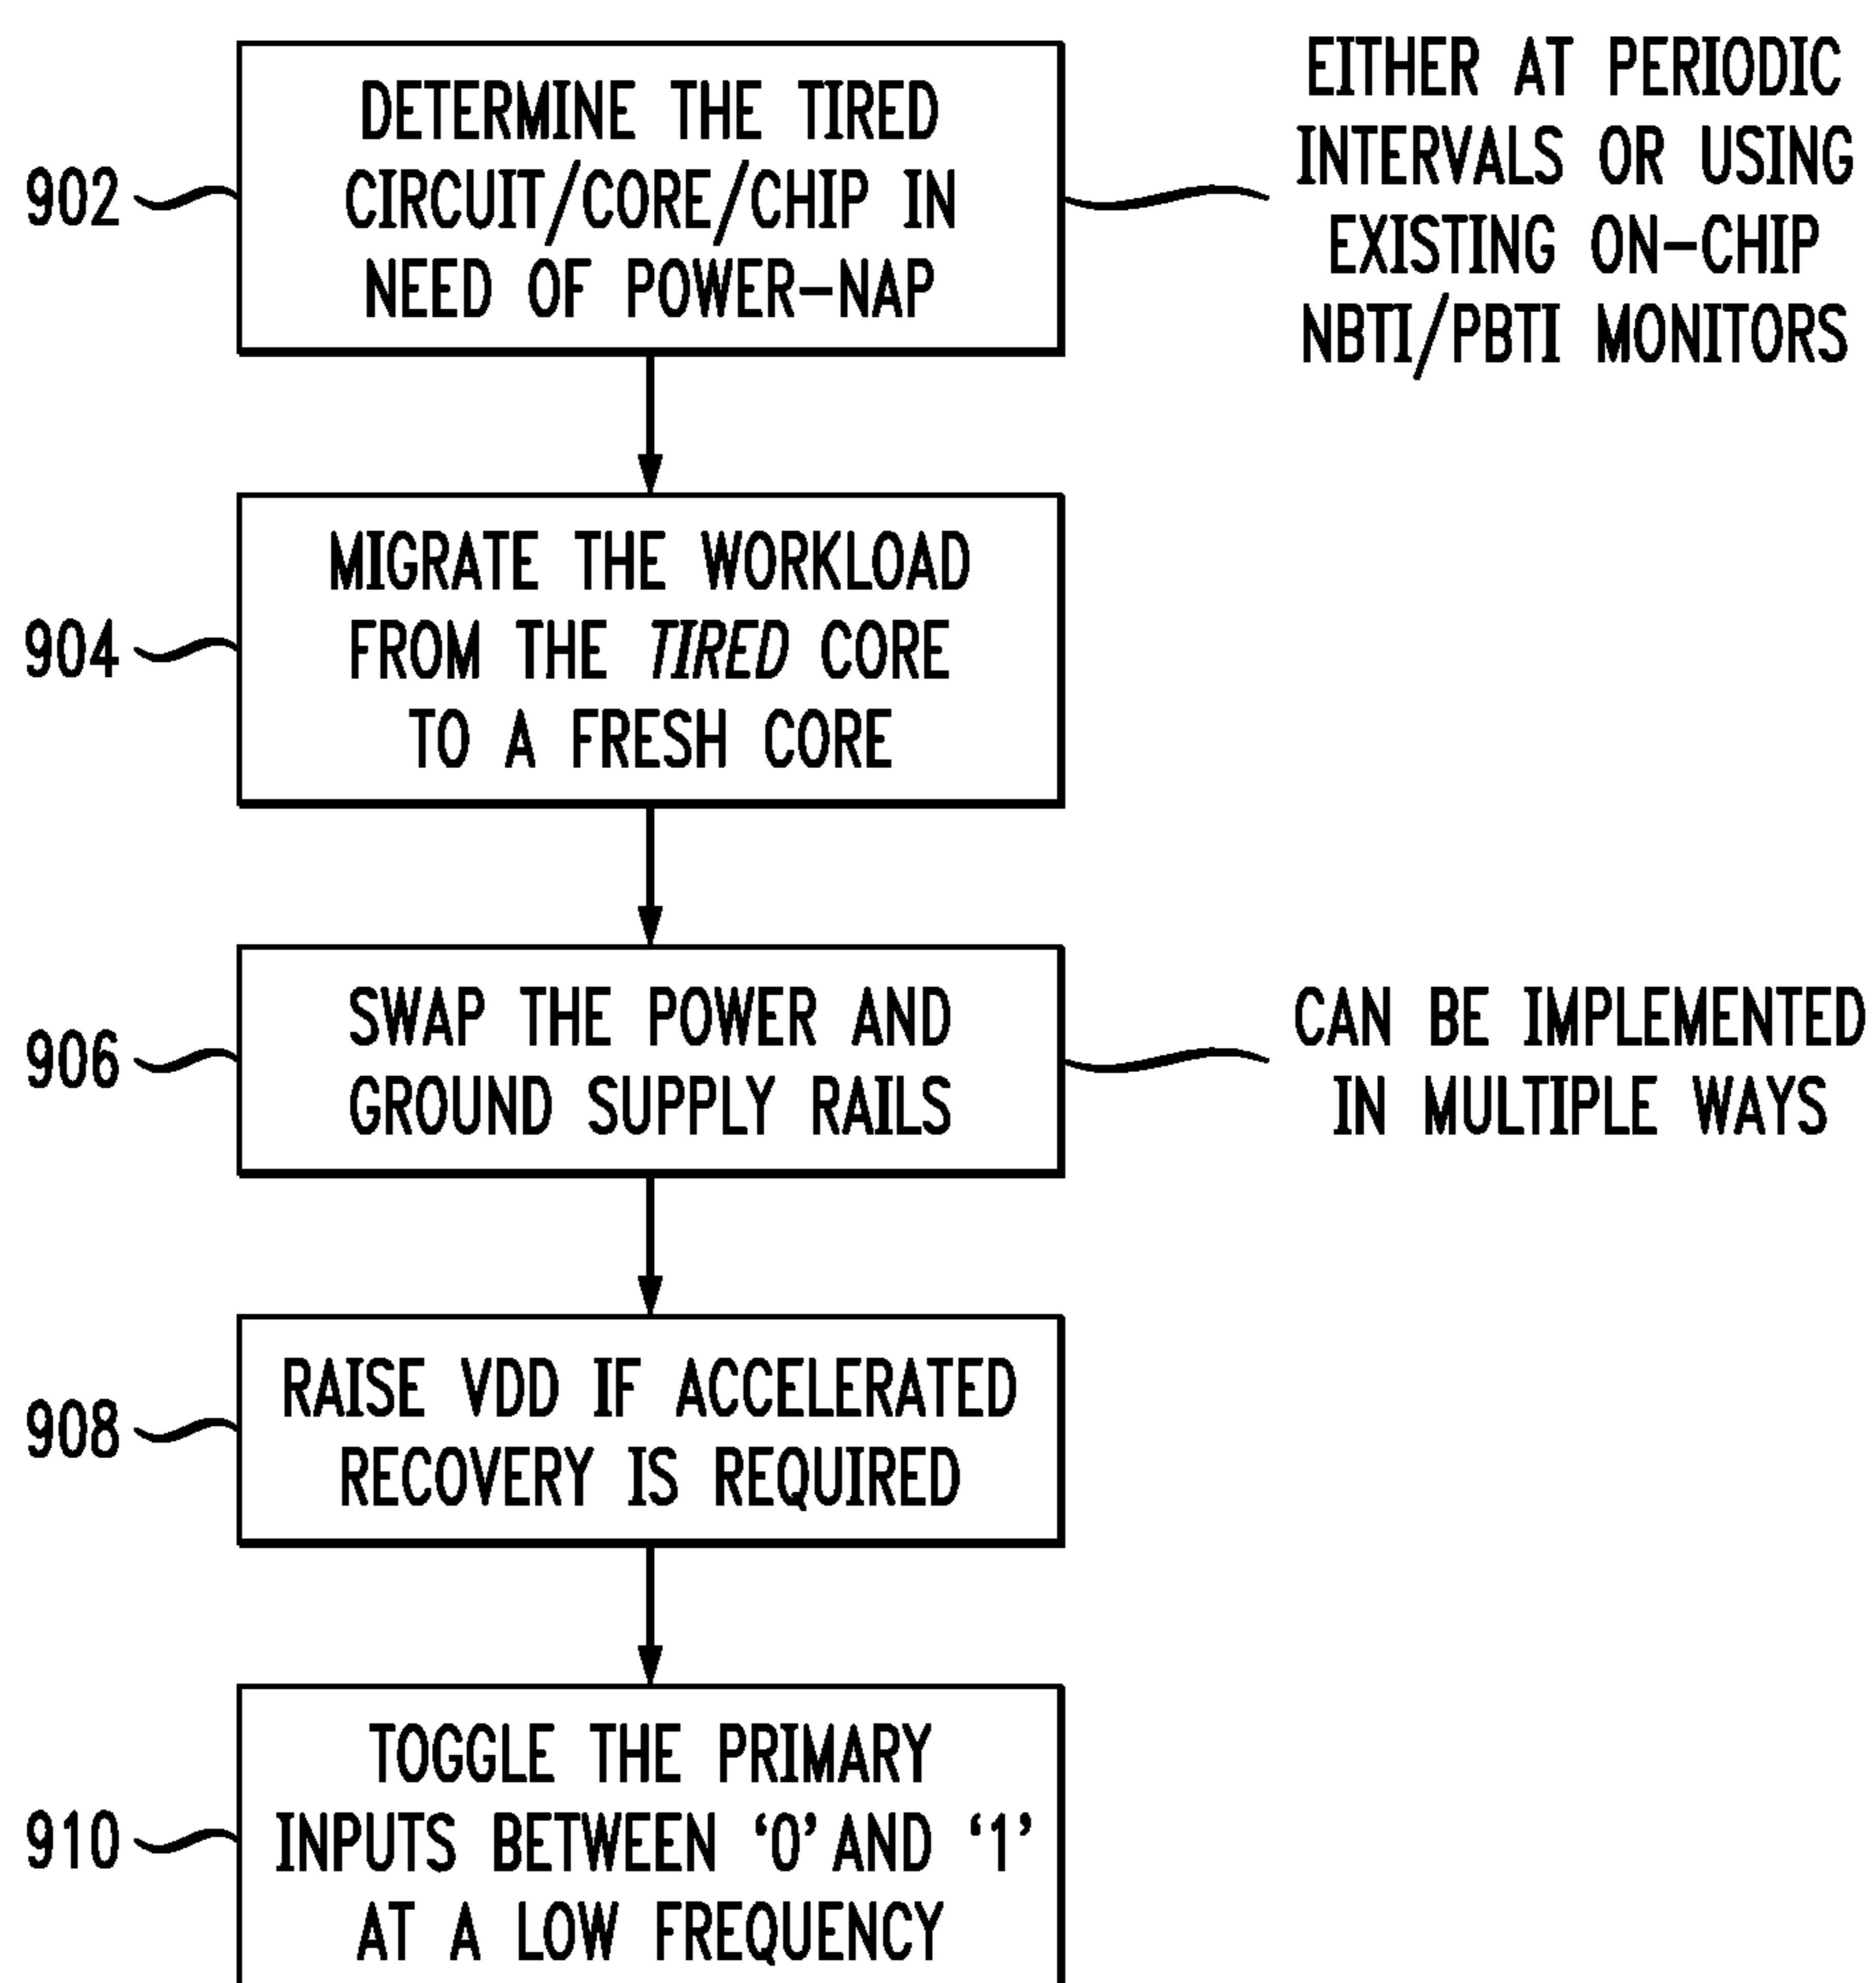 902
DETERMINE THE TIRED
CIRCUIT/CORE/CHIP IN
NEED OF POWER-NAP
EITHER AT PERIODIC
INTERVALS OR USING
EXISTING ON-CHIP
NBTI/PBTI MONITORS
904
MIGRATE THE WORKLOAD
FROM THE TIRED CORE
TO A FRESH CORE
906
SWAP THE POWER AND
GROUND SUPPLY RAILS
CAN BE IMPLEMENTED
IN MULTIPLE WAYS
908
RAISE VDD IF ACCELERATED
RECOVERY IS REQUIRED
910
TOGGLE THE PRIMARY
INPUTS BETWEEN ‘0’ AND ‘1’
AT A LOW FREQUENCY